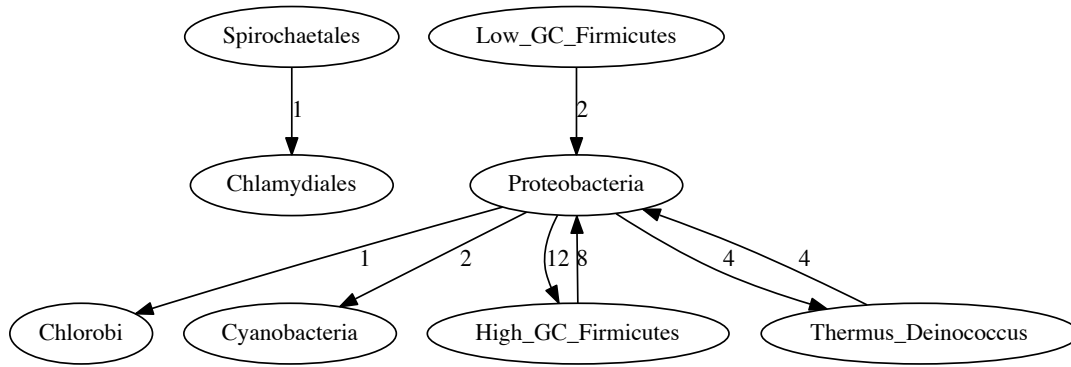 Spirochaetales
Low_GC_Firmicutes
1
2
Chlamydiales
Proteobacteria
1
2
12
8
4
4
Chlorobi
Cyanobacteria
High_GC_Firmicutes
Thermus_Deinococcus